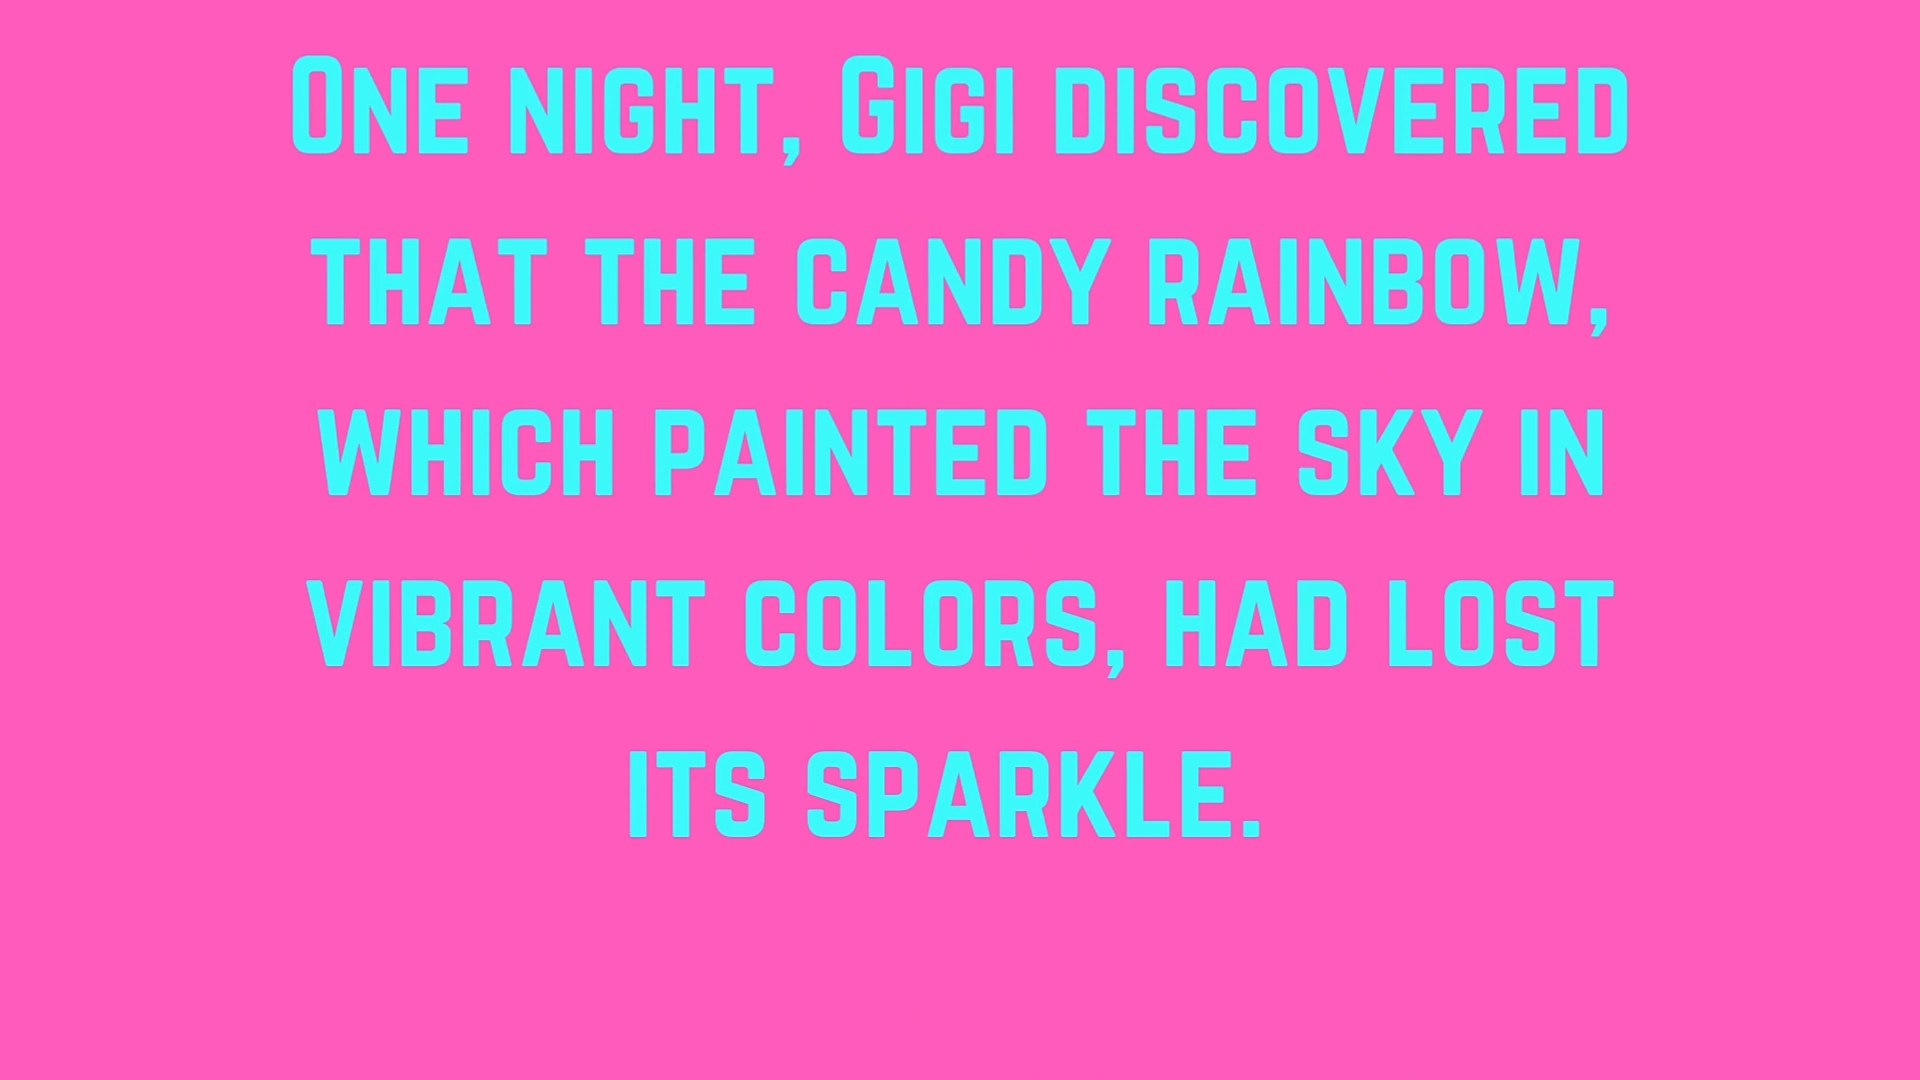 One night, Gigi discovered
that the candy rainbow,
which painted the sky in
vibrant colors, had lost
its sparkle.